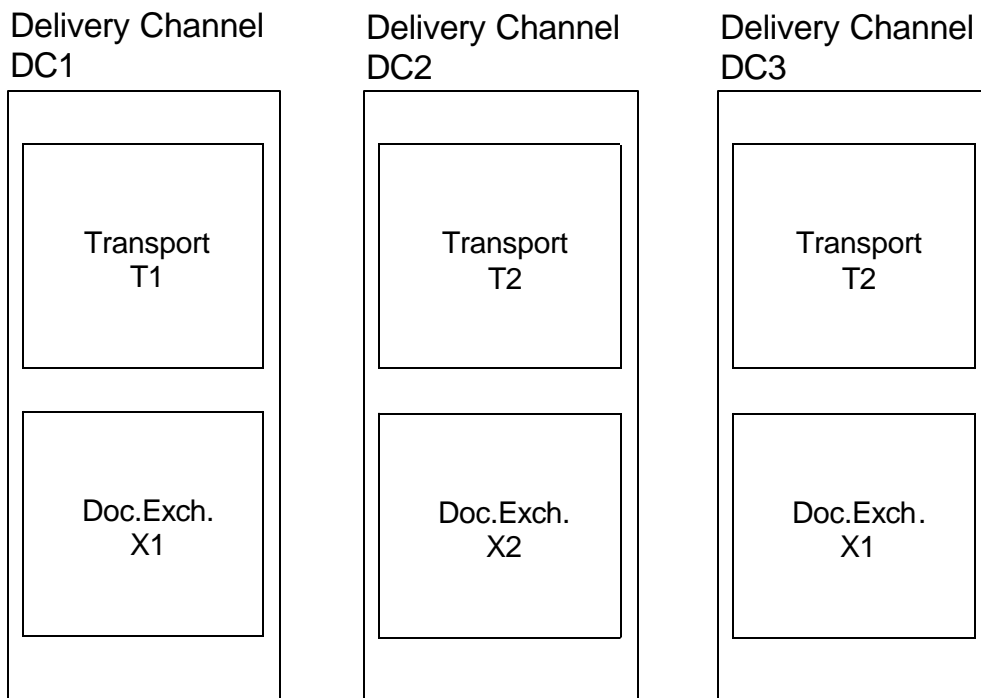 Delivery Channel
DC1
Delivery Channel
DC2
Delivery Channel
DC3
Transport
T1
Transport
T2
Transport
T2
Doc.Exch.
X1
Doc.Exch.
X2
Doc.Exch.
X1